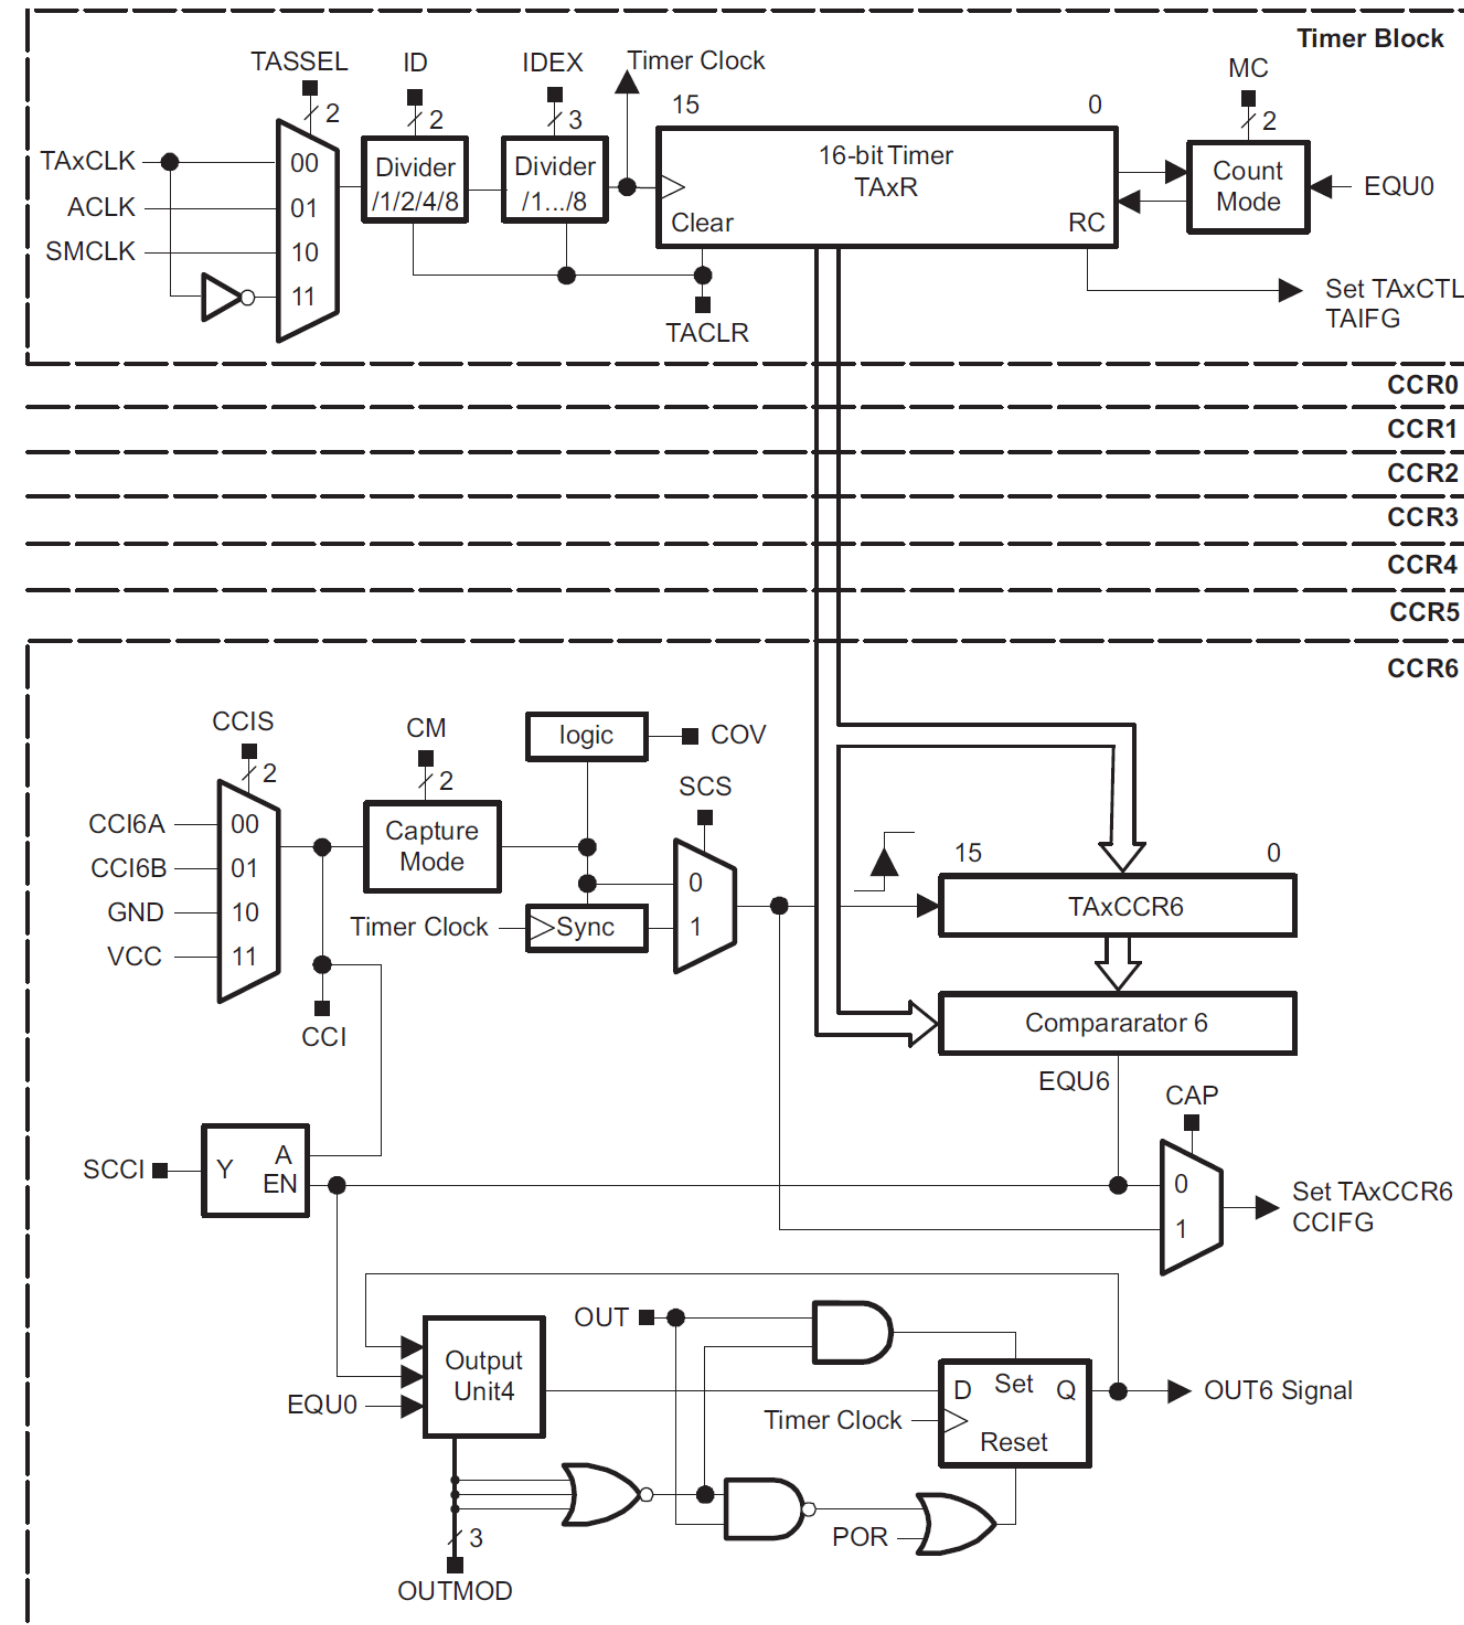 Timer Block
TASSEL
ID
IDEX
Timer Clock
MC
2
2
3
15
0
2
TAxCLK
ACLK
SMCLK
00
01
10
11
Divider
/1/2/4/8
Divider
/1.../8
16-bit Timer
TAxR
Clear
RC
Count
Mode
EQU0
TACLR
Set TAxCTL
TAIFG
CCR0
CCR1
CCR2
CCR3
CCR4
CCR5
CCR6
CCIS
2
CM
2
logic
COV
SCS
CCI6A
CCI6B
GND
VCC
00
01
10
11
Capture
Mode
Timer Clock
Sync
0
1
15
0
TAxCCR6
CCI
Compararator 6
EQU6
CAP
SCCI
Y
A
EN
0
1
Set TAxCCR6
CCIFG
OUT
Output
Unit4
EQU0
D
Set
Q
Timer Clock
Reset
OUT6 Signal
POR
3
OUTMOD